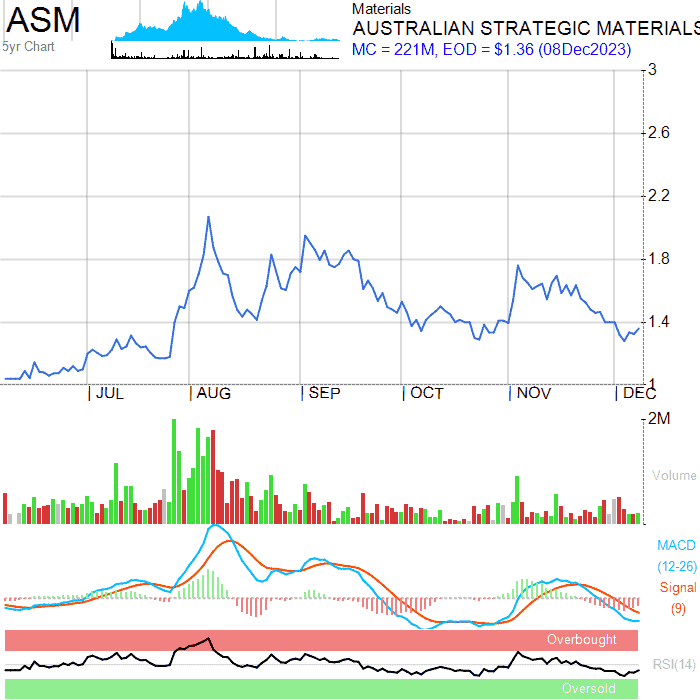 ASM
5yr Chart
Materials
AUSTRALIAN STRATEGIC MATERIALS
MC = 221M, EOD = $1.36 (08Dec2023)
3
2.6
2.2
1.8
1.4
1
JUL
AUG
SEP
OCT
NOV
DEC
2M
Volume
MACD
(12-26)
Signal
(9)
Overbought
RSI(14)
Oversold